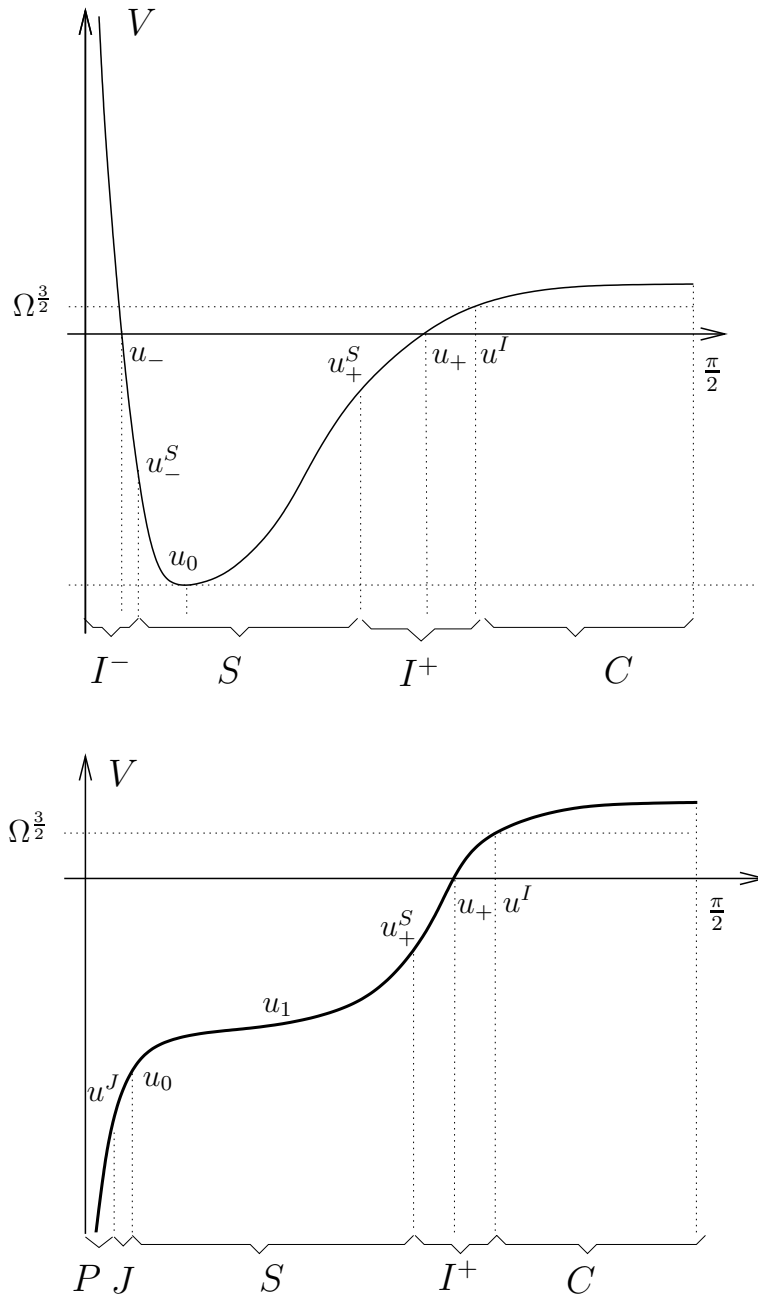 V
Ω^{3/2}
u_- u_+^S u_+ u^I
π/2
u_-^S
u_0
I^- S I^+ C
V
Ω^{3/2}
u_+^S u_+ u^I π/2
u_1
u^J u_0
P J S I^+ C